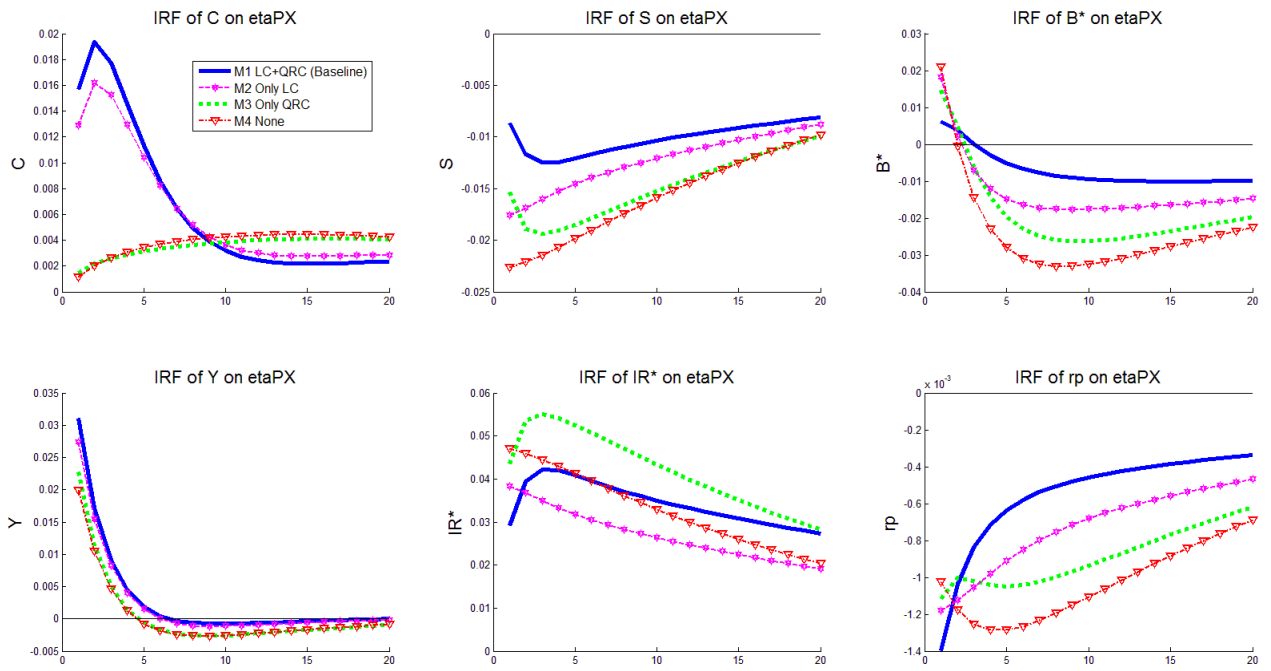 IRF of C on etaPX
0.02
0.018
0.016
0.014
0.012
0.01
0.008
0.006
0.004
0.002
0
C
0 5 10 15 20
M1 LC+QRC (Baseline)
M2 Only LC
M3 Only QRC
M4 None
IRF of S on etaPX
0
-0.005
-0.01
-0.015
-0.02
-0.025
S
0 5 10 15 20
IRF of B* on etaPX
0.03
0.02
0.01
0
-0.01
-0.02
-0.03
-0.04
B*
0 5 10 15 20
IRF of Y on etaPX
0.035
0.03
0.025
0.02
0.015
0.01
0.005
0
-0.005
Y
0 5 10 15 20
IRF of IR* on etaPX
0.06
0.05
0.04
0.03
0.02
0.01
0
IR*
0 5 10 15 20
IRF of rp on etaPX
x 10⁻³
0
-0.2
-0.4
-0.6
-0.8
-1
-1.2
-1.4
rp
0 5 10 15 20